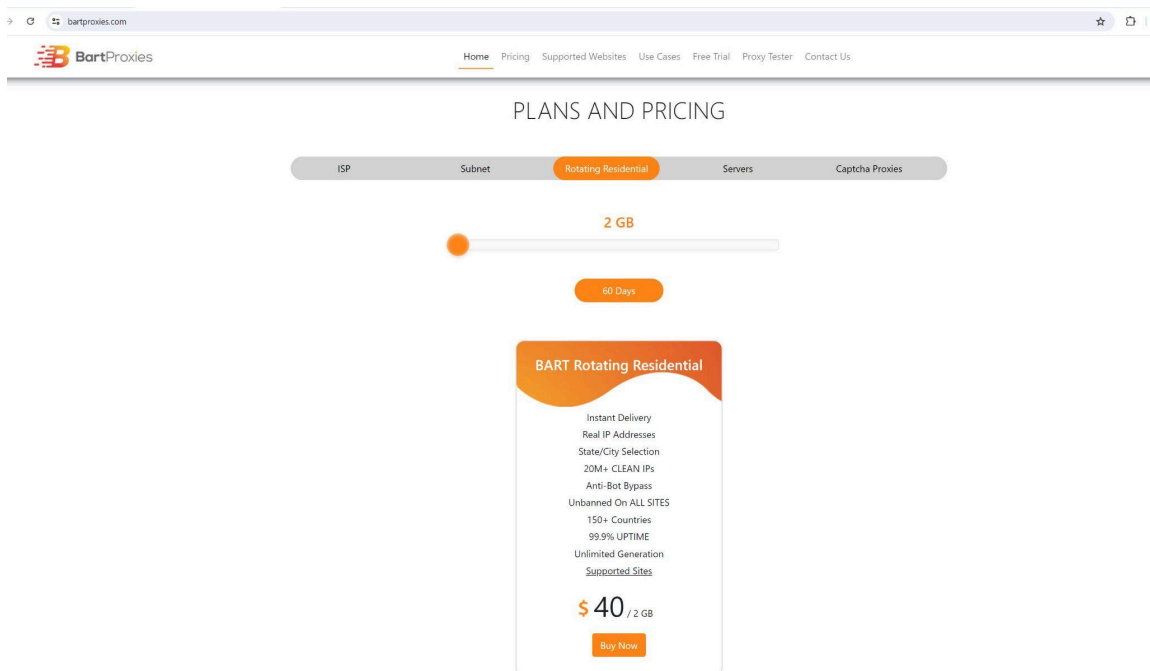 bartproxies.com
BartProxies
Home Pricing Supported Websites Use Cases Free Trial Proxy Tester Contact Us
PLANS AND PRICING
ISP Subnet Rotating Residential Servers Captcha Proxies
2 GB
60 Days
BART Rotating Residential
Instant Delivery
Real IP Addresses
State/City Selection
20M+ CLEAN IPs
Anti-Bot Bypass
Unbanned On ALL SITES
150+ Countries
99.9% UPTIME
Unlimited Generation
Supported Sites
$ 40 / 2 GB
Buy Now